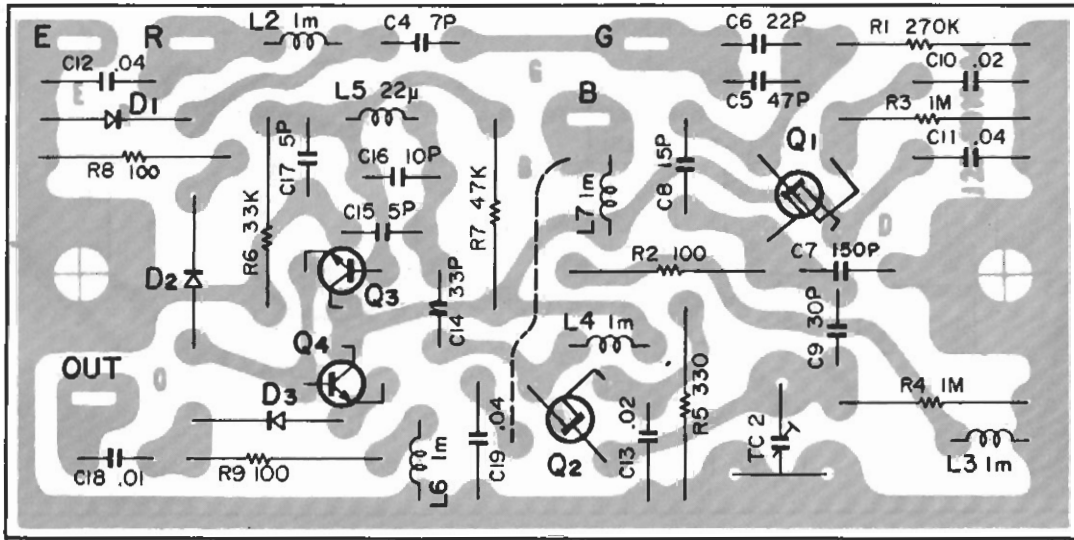 E
R
L2 1m
C4 7P
G
C6 22P
R1 270K
C12 .04
C10 .02
D1
L5 22μ
B
C5 47P
R3 1M
R8 100
C17 5P
C16 10P
C8 15P
Q1
C11 .04
R6 33K
C15 5P
R7 47K
L7 1m
D2
Q3
C14 33P
R2 100
C7 150P
Q4
L4 1m
C9 30P
OUT
D3
R5 330
R4 1M
C18 .01
R9 100
L6 1m
C19 .04
Q2
C13 .02
TC2
L3 1m